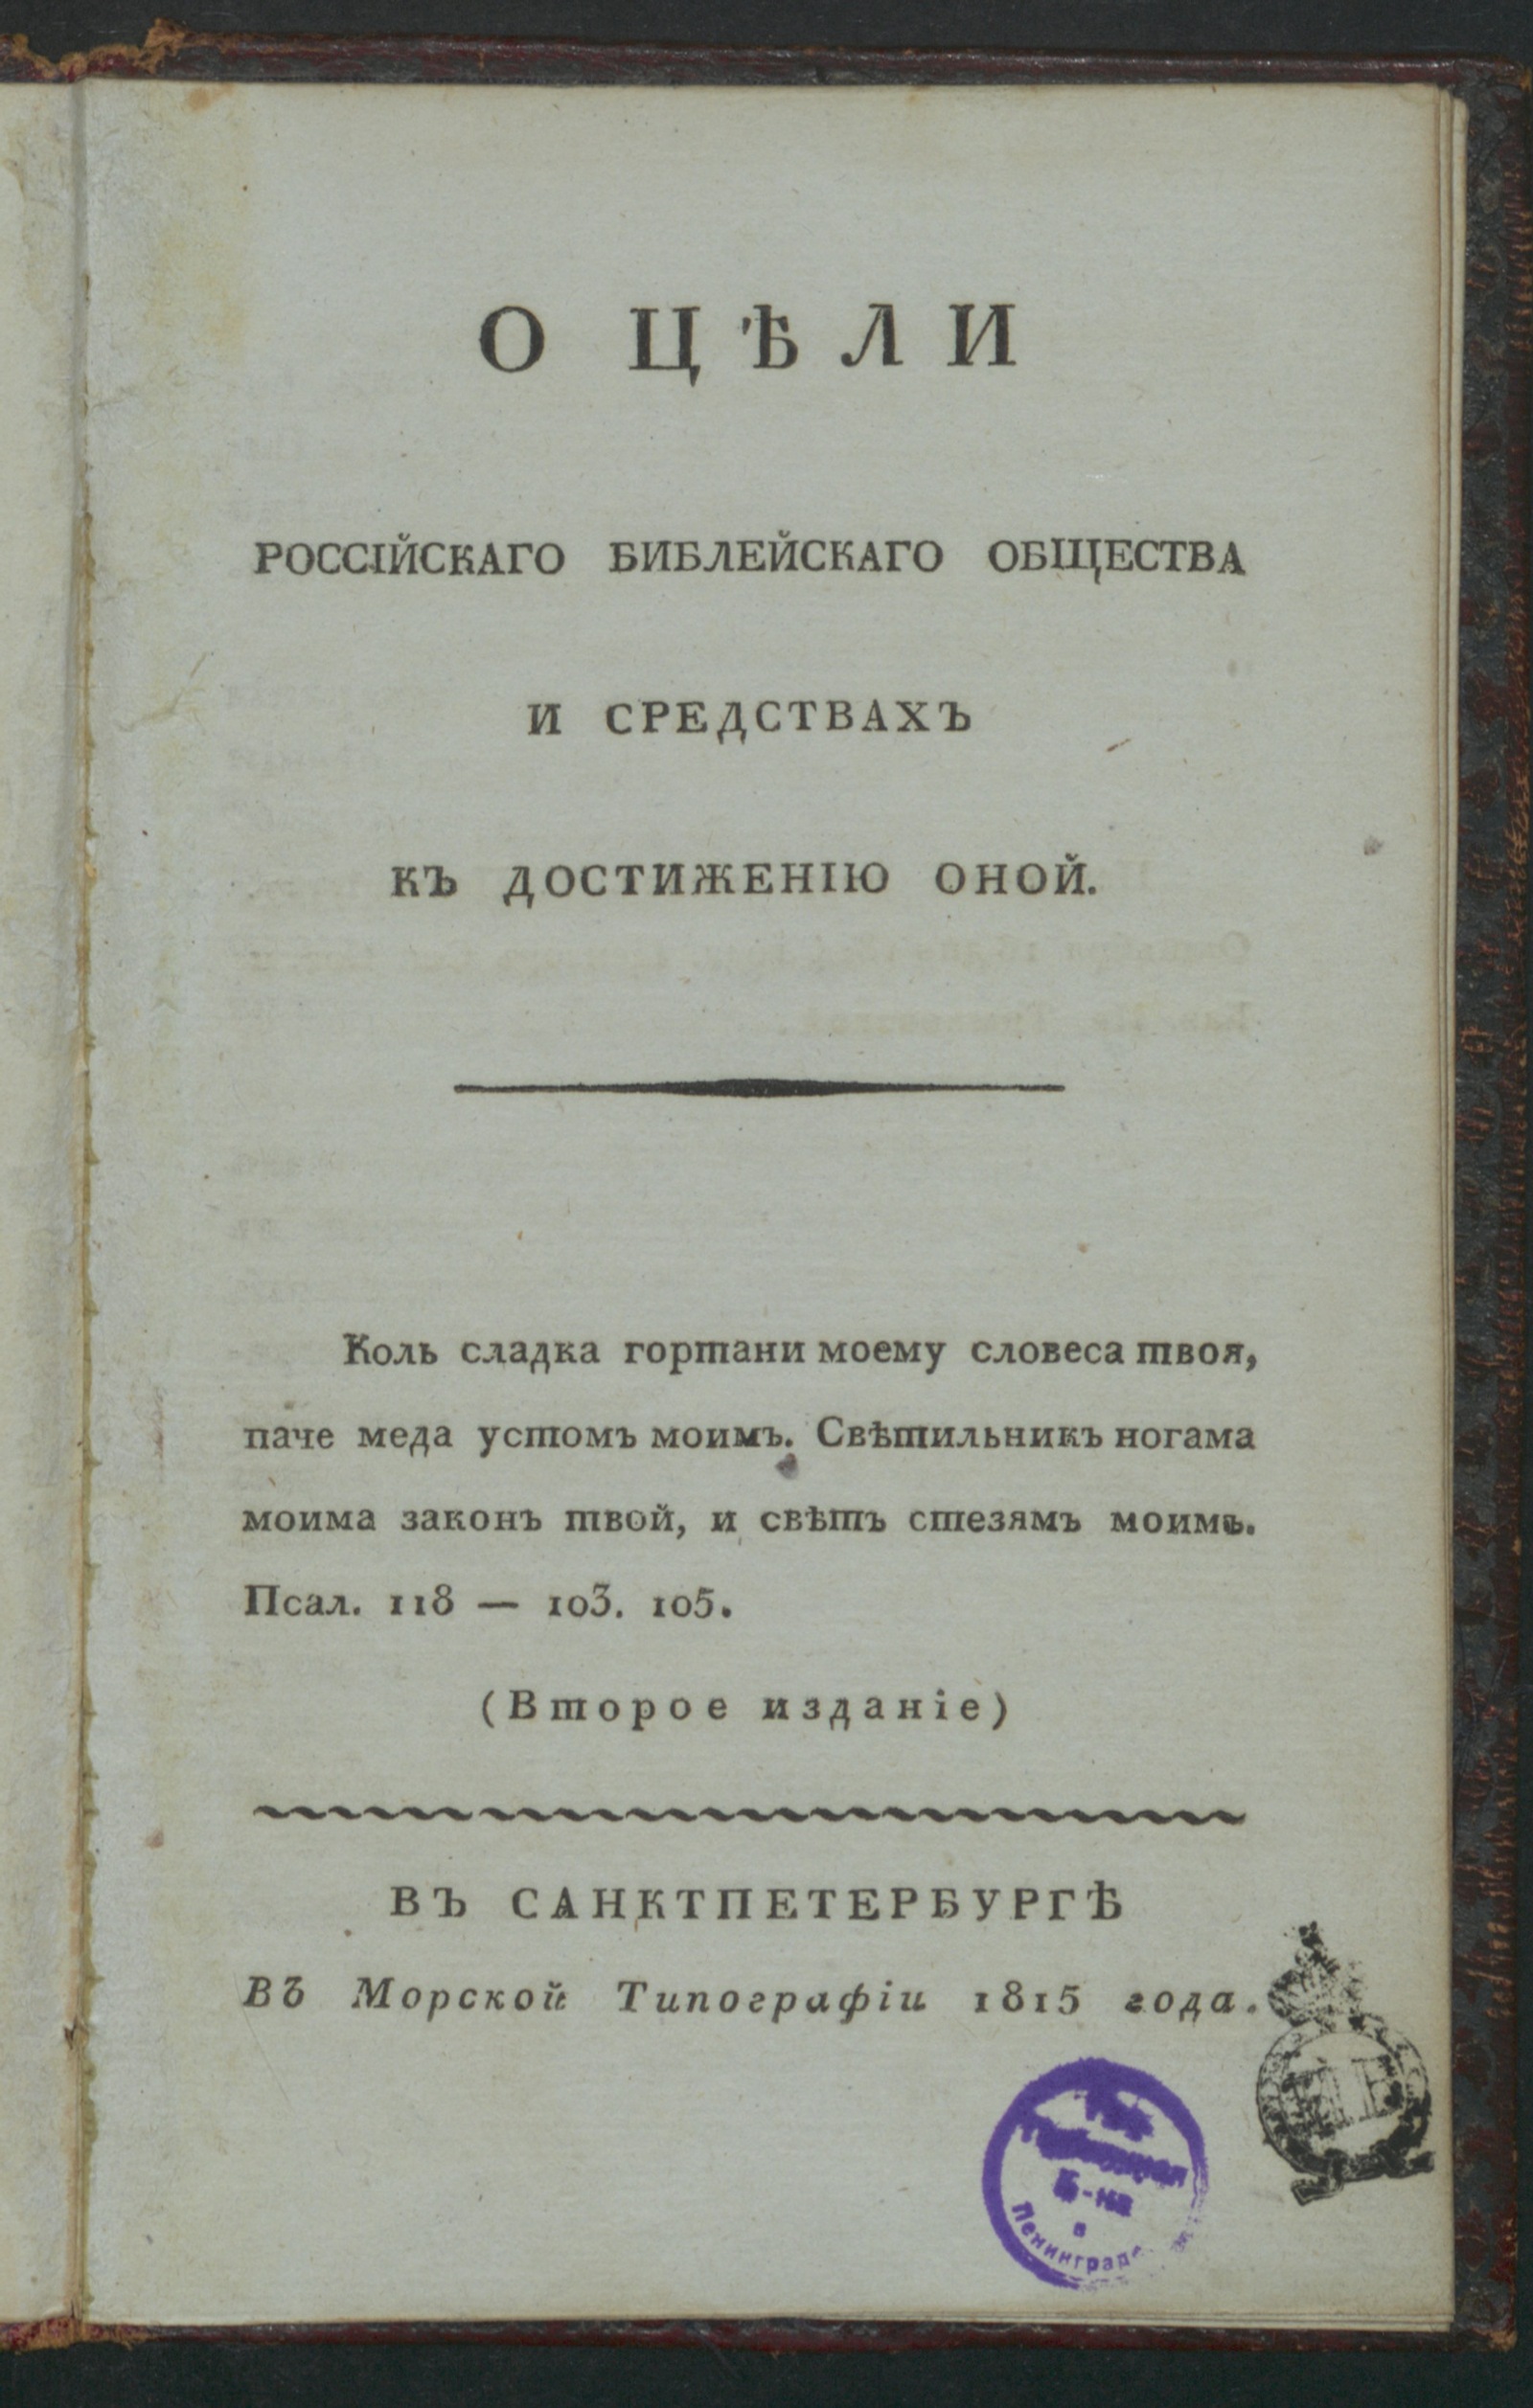 О ЦѢЛИ
РОССІЙСКАГО БИБЛЕЙСКАГО ОБЩЕСТВА
И СРЕДСТВАХЪ
КЪ ДОСТИЖЕНІЮ ОНОЙ.
Коль сладка гортани моему словеса твоя,
паче меда устомъ моимъ. Свѣтильникъ ногама
моима законъ твой, и свѣтъ стезямъ моимъ.
Псал. 118 — 103. 105.
(Второе изданіе)
ВЪ САНКТПЕТЕРБУРГѢ
Въ Морской Типографіи 1815 года.
Б-ка
в